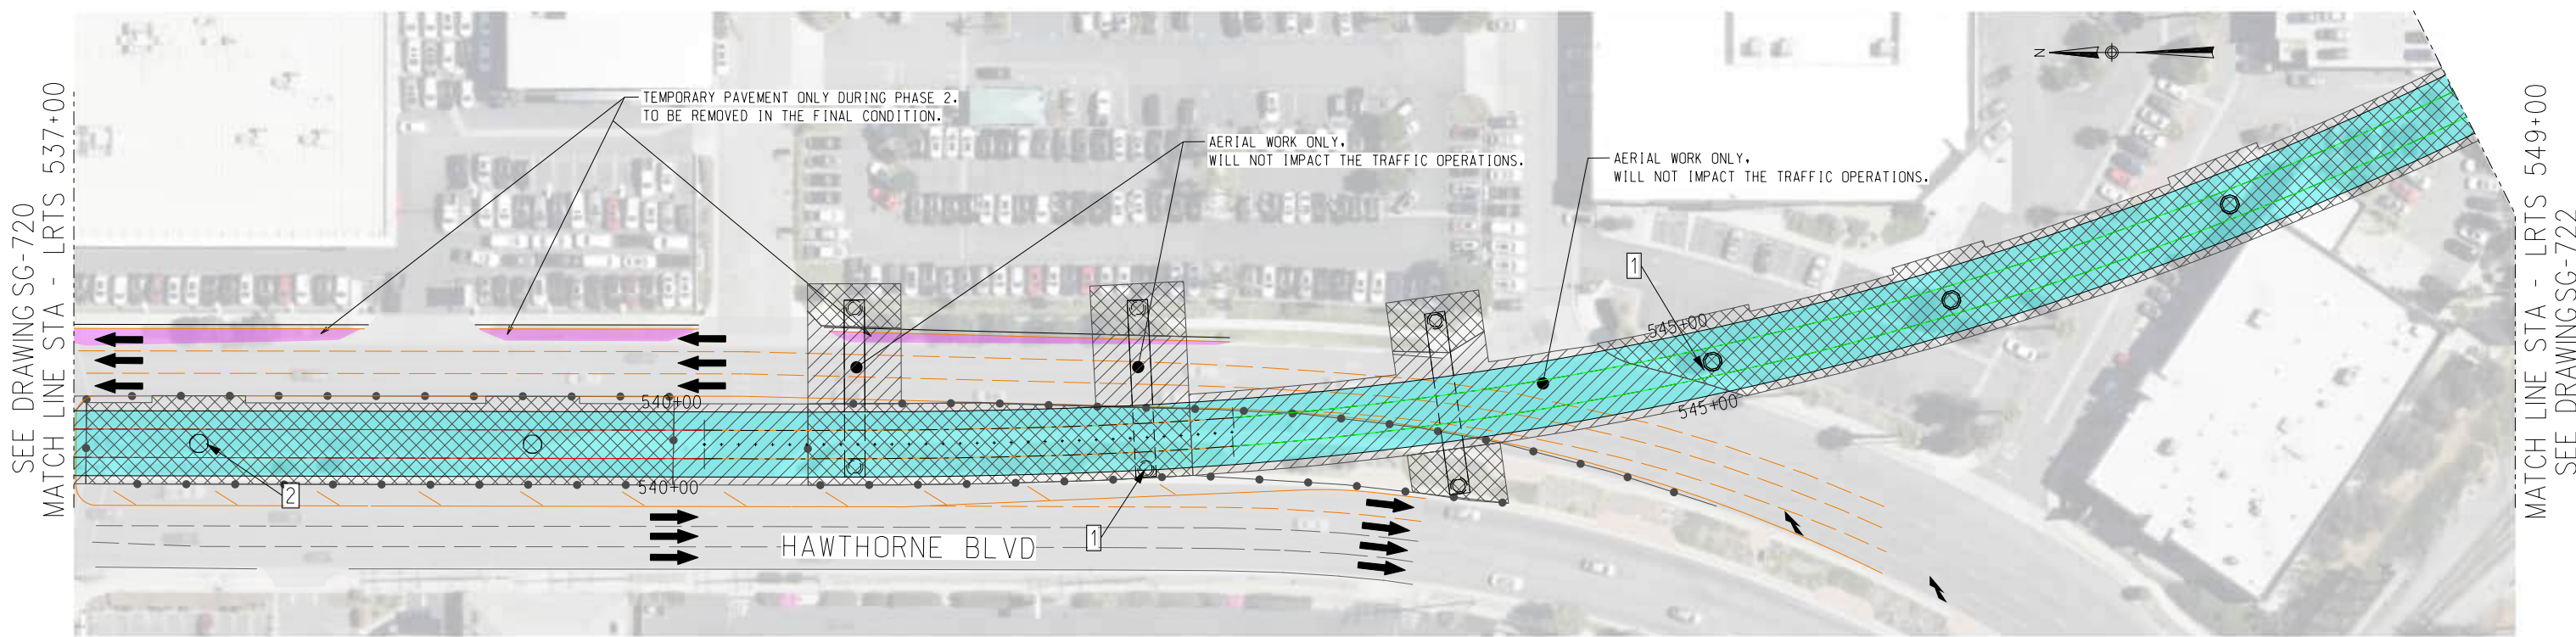 SEE DRAWING SG-720
MATCH LINE STA - LRTS 537+00
TEMPORARY PAVEMENT ONLY DURING PHASE 2.
TO BE REMOVED IN THE FINAL CONDITION.
AERIAL WORK ONLY,
WILL NOT IMPACT THE TRAFFIC OPERATIONS.
AERIAL WORK ONLY,
WILL NOT IMPACT THE TRAFFIC OPERATIONS.
N
1
545+00
545+00
540+00
540+00
2
1
HAWTHORNE BLVD
MATCH LINE STA - LRTS 549+00
SEE DRAWING SG-722